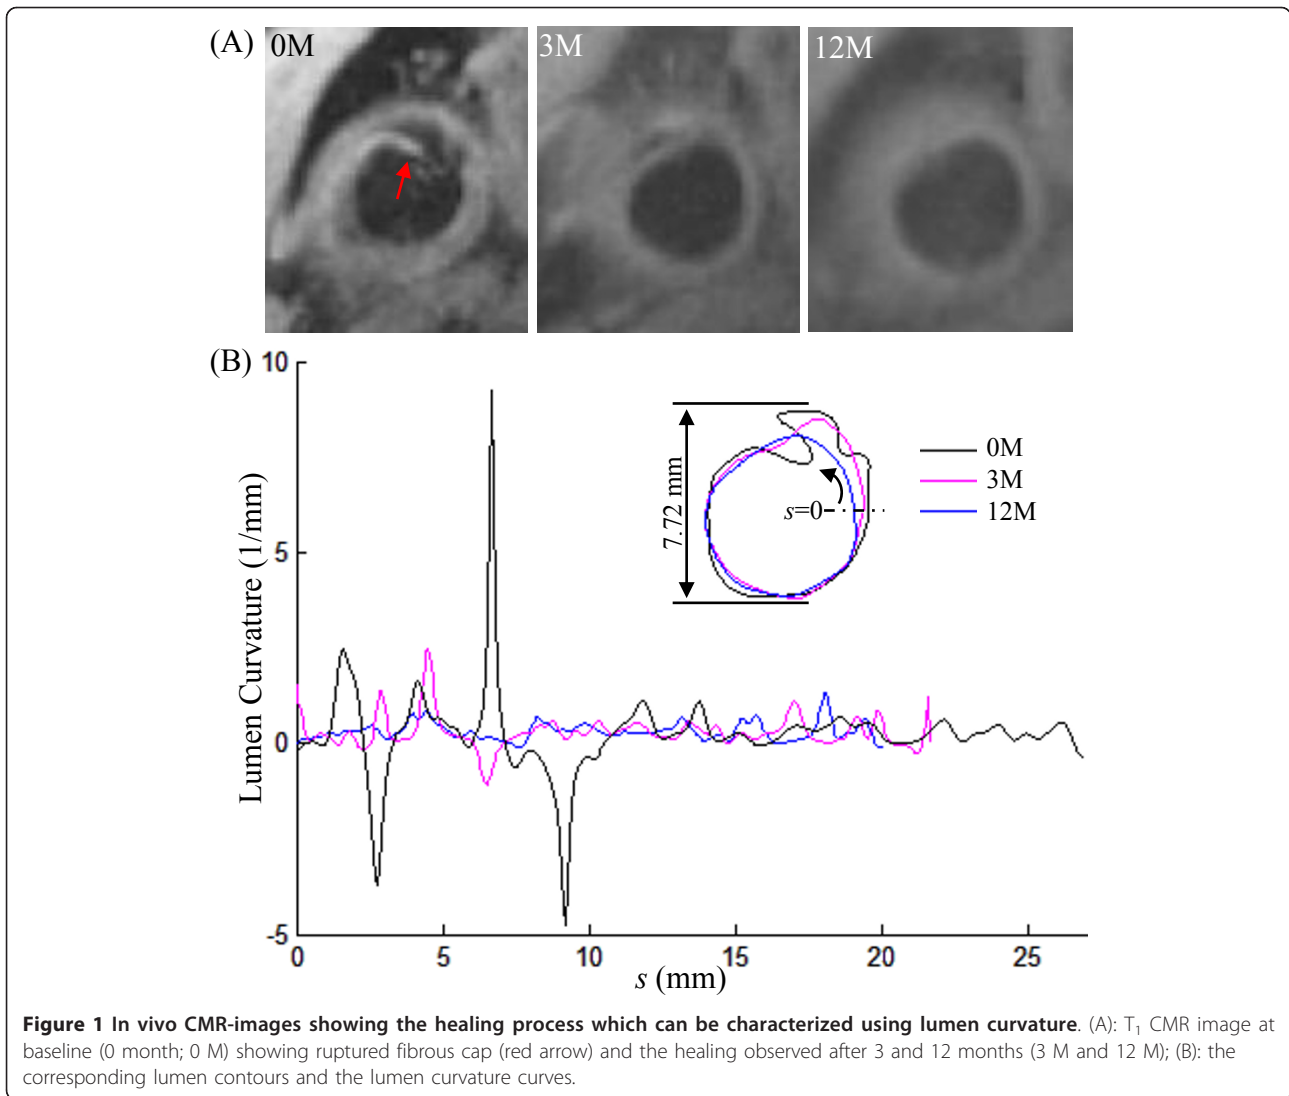 (A) 0M 3M 12M
(B)
10
5
0
-5
Lumen Curvature (1/mm)
0 5 10 15 20 25
s (mm)
7.72 mm
s=0
0M
3M
12M
Figure 1 In vivo CMR-images showing the healing process which can be characterized using lumen curvature. (A): T₁ CMR image at
baseline (0 month; 0 M) showing ruptured fibrous cap (red arrow) and the healing observed after 3 and 12 months (3 M and 12 M); (B): the
corresponding lumen contours and the lumen curvature curves.